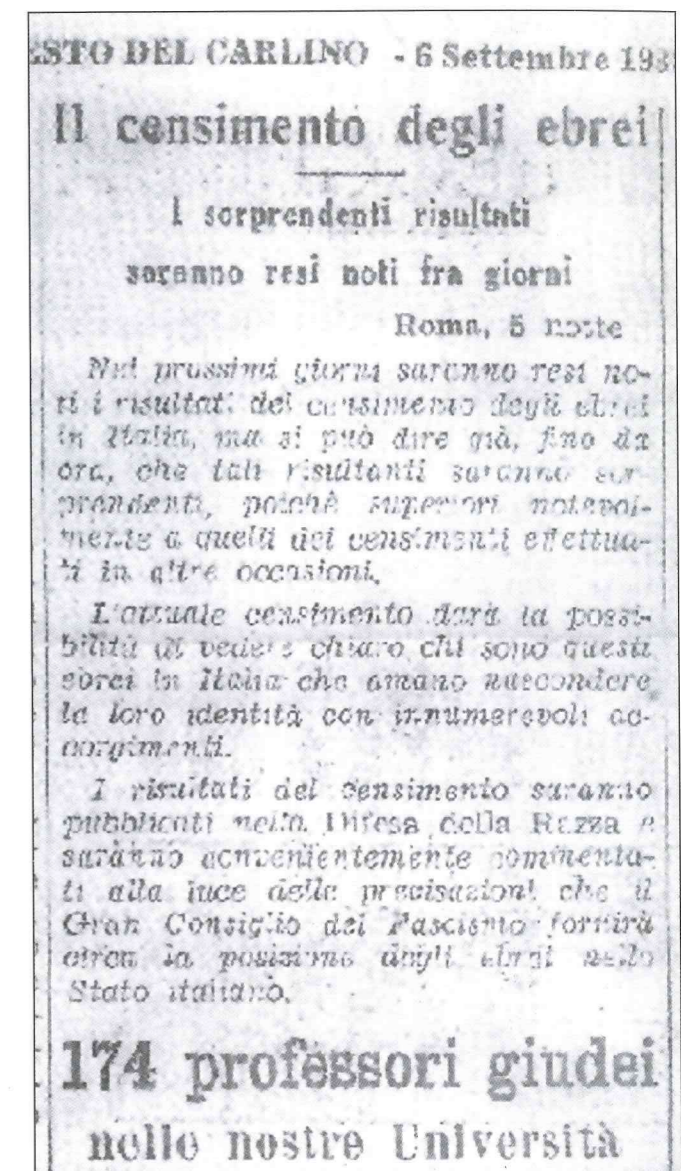 ESTO DEL CARLINO - 6 Settembre 193
Il censimento degli ebrei
I sorprendenti risultati
saranno resi noti fra giorni
Roma, 5 notte
Nei prossimi giorni saranno resi no-
ti i risultati del censimento degli ebrei
in Italia, ma si può dire già, fino da
ora, che tali risultanti saranno sor-
prendenti, poichè superiori notevol-
mente a quelli dei censimenti effettua-
ti in altre occasioni.
L'attuale censimento darà la possi-
bilità di vedere chiaro chi sono questi
ebrei in Italia che amano nascondere
la loro identità con innumerevoli ac-
corgimenti.
I risultati del censimento saranno
pubblicati nella Difesa della Razza e
saranno convenientemente commenta-
ti alla luce delle precisazioni che il
Gran Consiglio del Fascismo fornirà
circa la posizione degli ebrei nello
Stato italiano.
174 professori giudei
nelle nostre Università